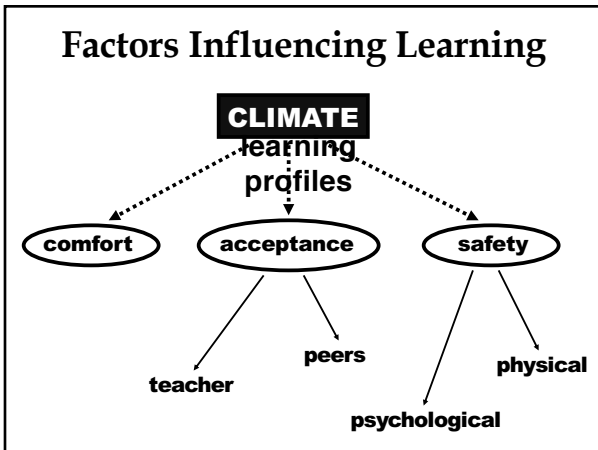 Factors Influencing Learning
CLIMATE
learning
profiles
comfort acceptance safety
peers
physical
teacher
psychological